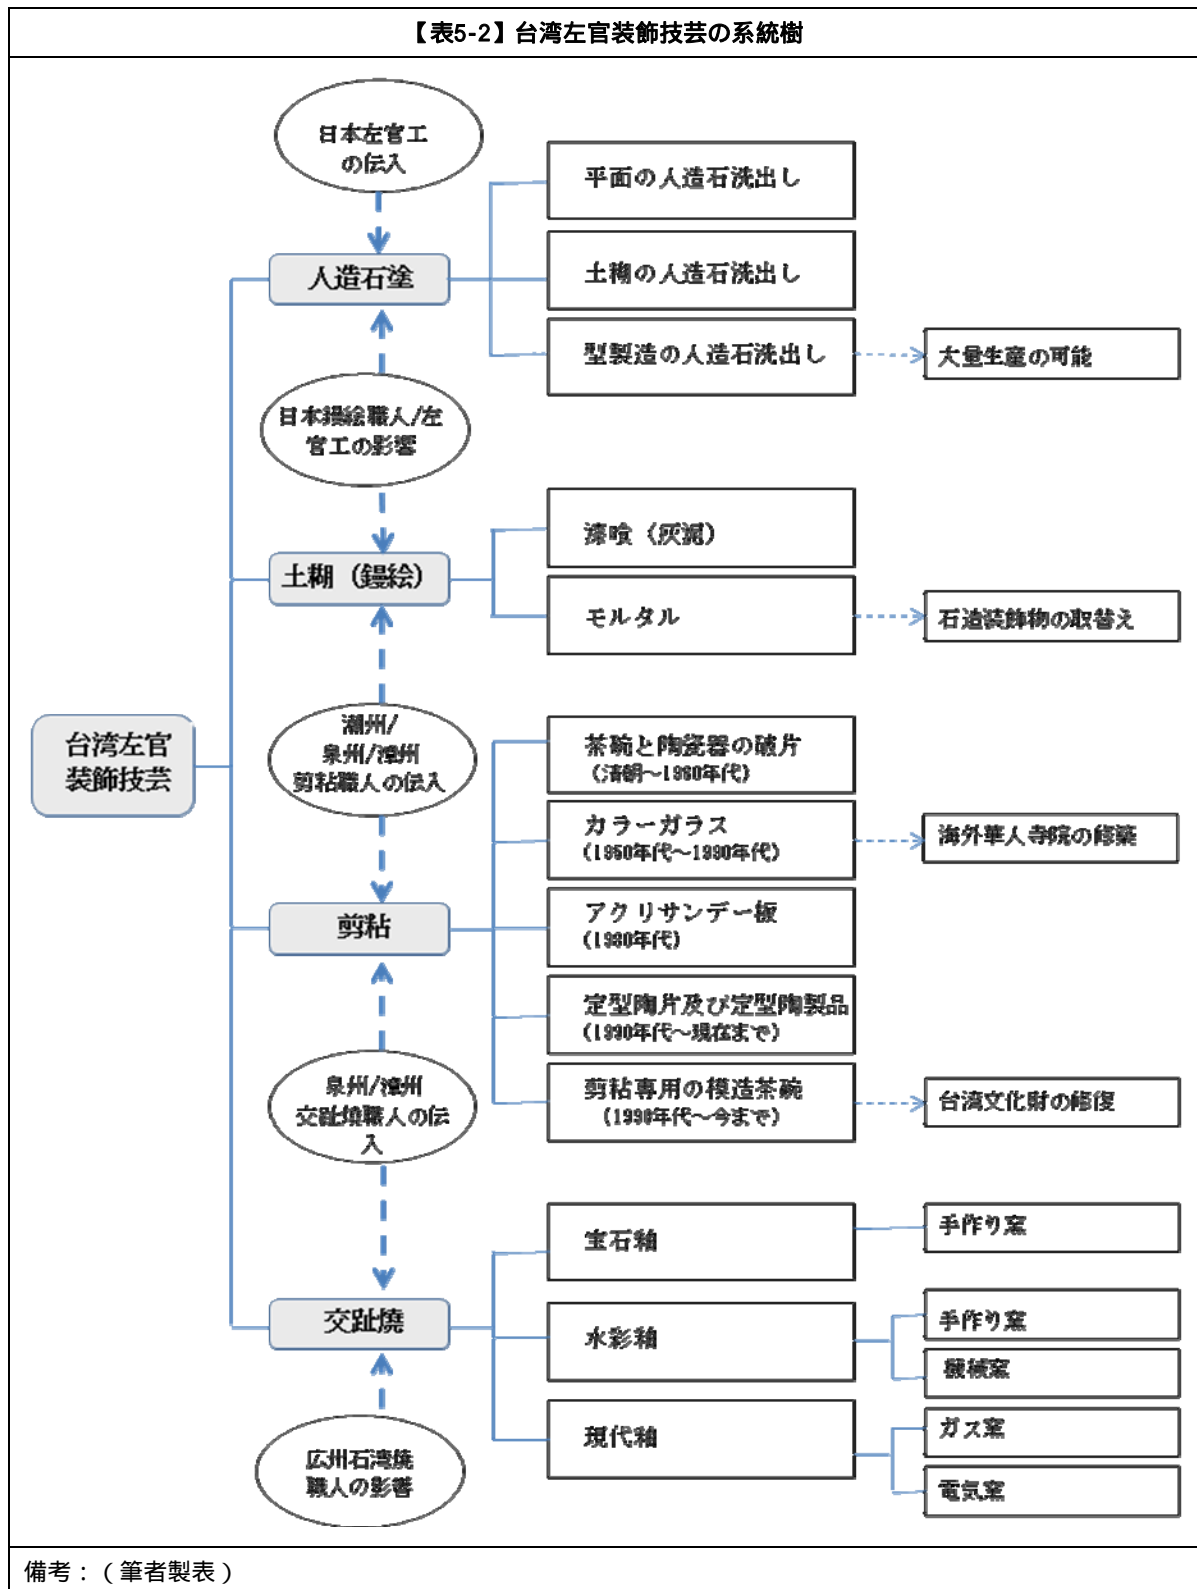 【表5-2】台湾左官装飾技芸の系統樹
日本左官工
の伝入
平面の人造石洗出し
人造石塗
土糊の人造石洗出し
型製造の人造石洗出し
大量生産の可能
日本鏝絵職人/左
官工の影響
漆喰（灰泥）
土糊（鏝絵）
モルタル
石造装飾物の取替え
台湾左官
装飾技芸
潮州/
泉州/漳州
剪粘職人の伝入
茶碗と陶瓷器の破片
（清朝～1960年代）
カラーガラス
（1950年代～1990年代）
海外華人寺院の修築
アクリサンデー板
（1980年代）
剪粘
定型陶片及び定型陶製品
（1990年代～現在まで）
泉州/漳州
交趾焼職人の伝
入
剪粘専用の模造茶碗
（1990年代～今まで）
台湾文化財の修復
宝石釉
手作り窯
交趾燒
水彩釉
手作り窯
機械窯
現代釉
ガス窯
電気窯
広州石湾焼
職人の影響
備考：（筆者製表）